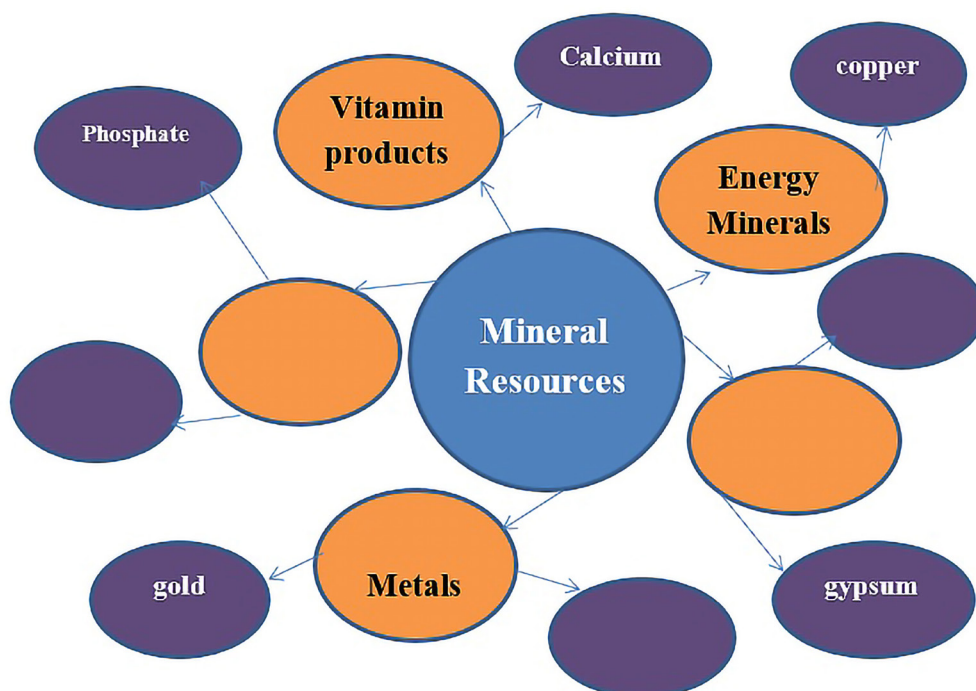 Calcium
copper
Vitamin
products
Phosphate
Energy
Minerals
Mineral
Resources
gold
Metals
gypsum